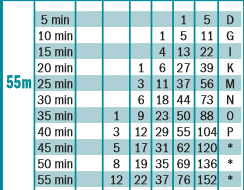 5 min 1 5 D
10 min 1 5 11 G
15 min 4 13 22 I
20 min 1 6 27 39 K
55m 25 min 3 11 37 56 M
30 min 6 18 44 73 N
35 min 1 9 23 50 88 O
40 min 3 12 29 55 104 P
45 min 5 17 31 62 120 *
50 min 8 19 35 69 136 *
55 min 12 22 37 76 152 *